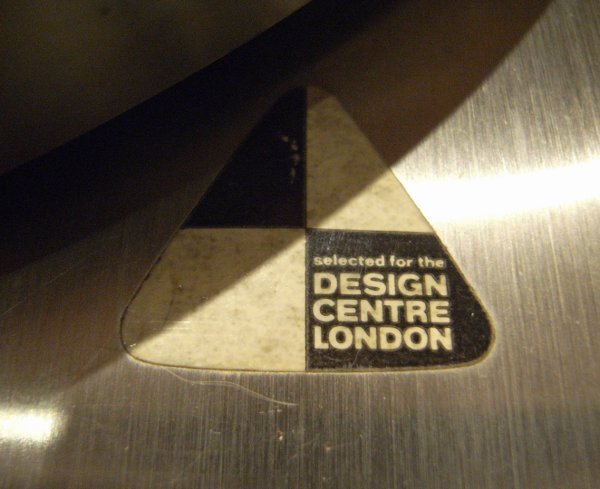 selected for the
DESIGN
CENTRE
LONDON